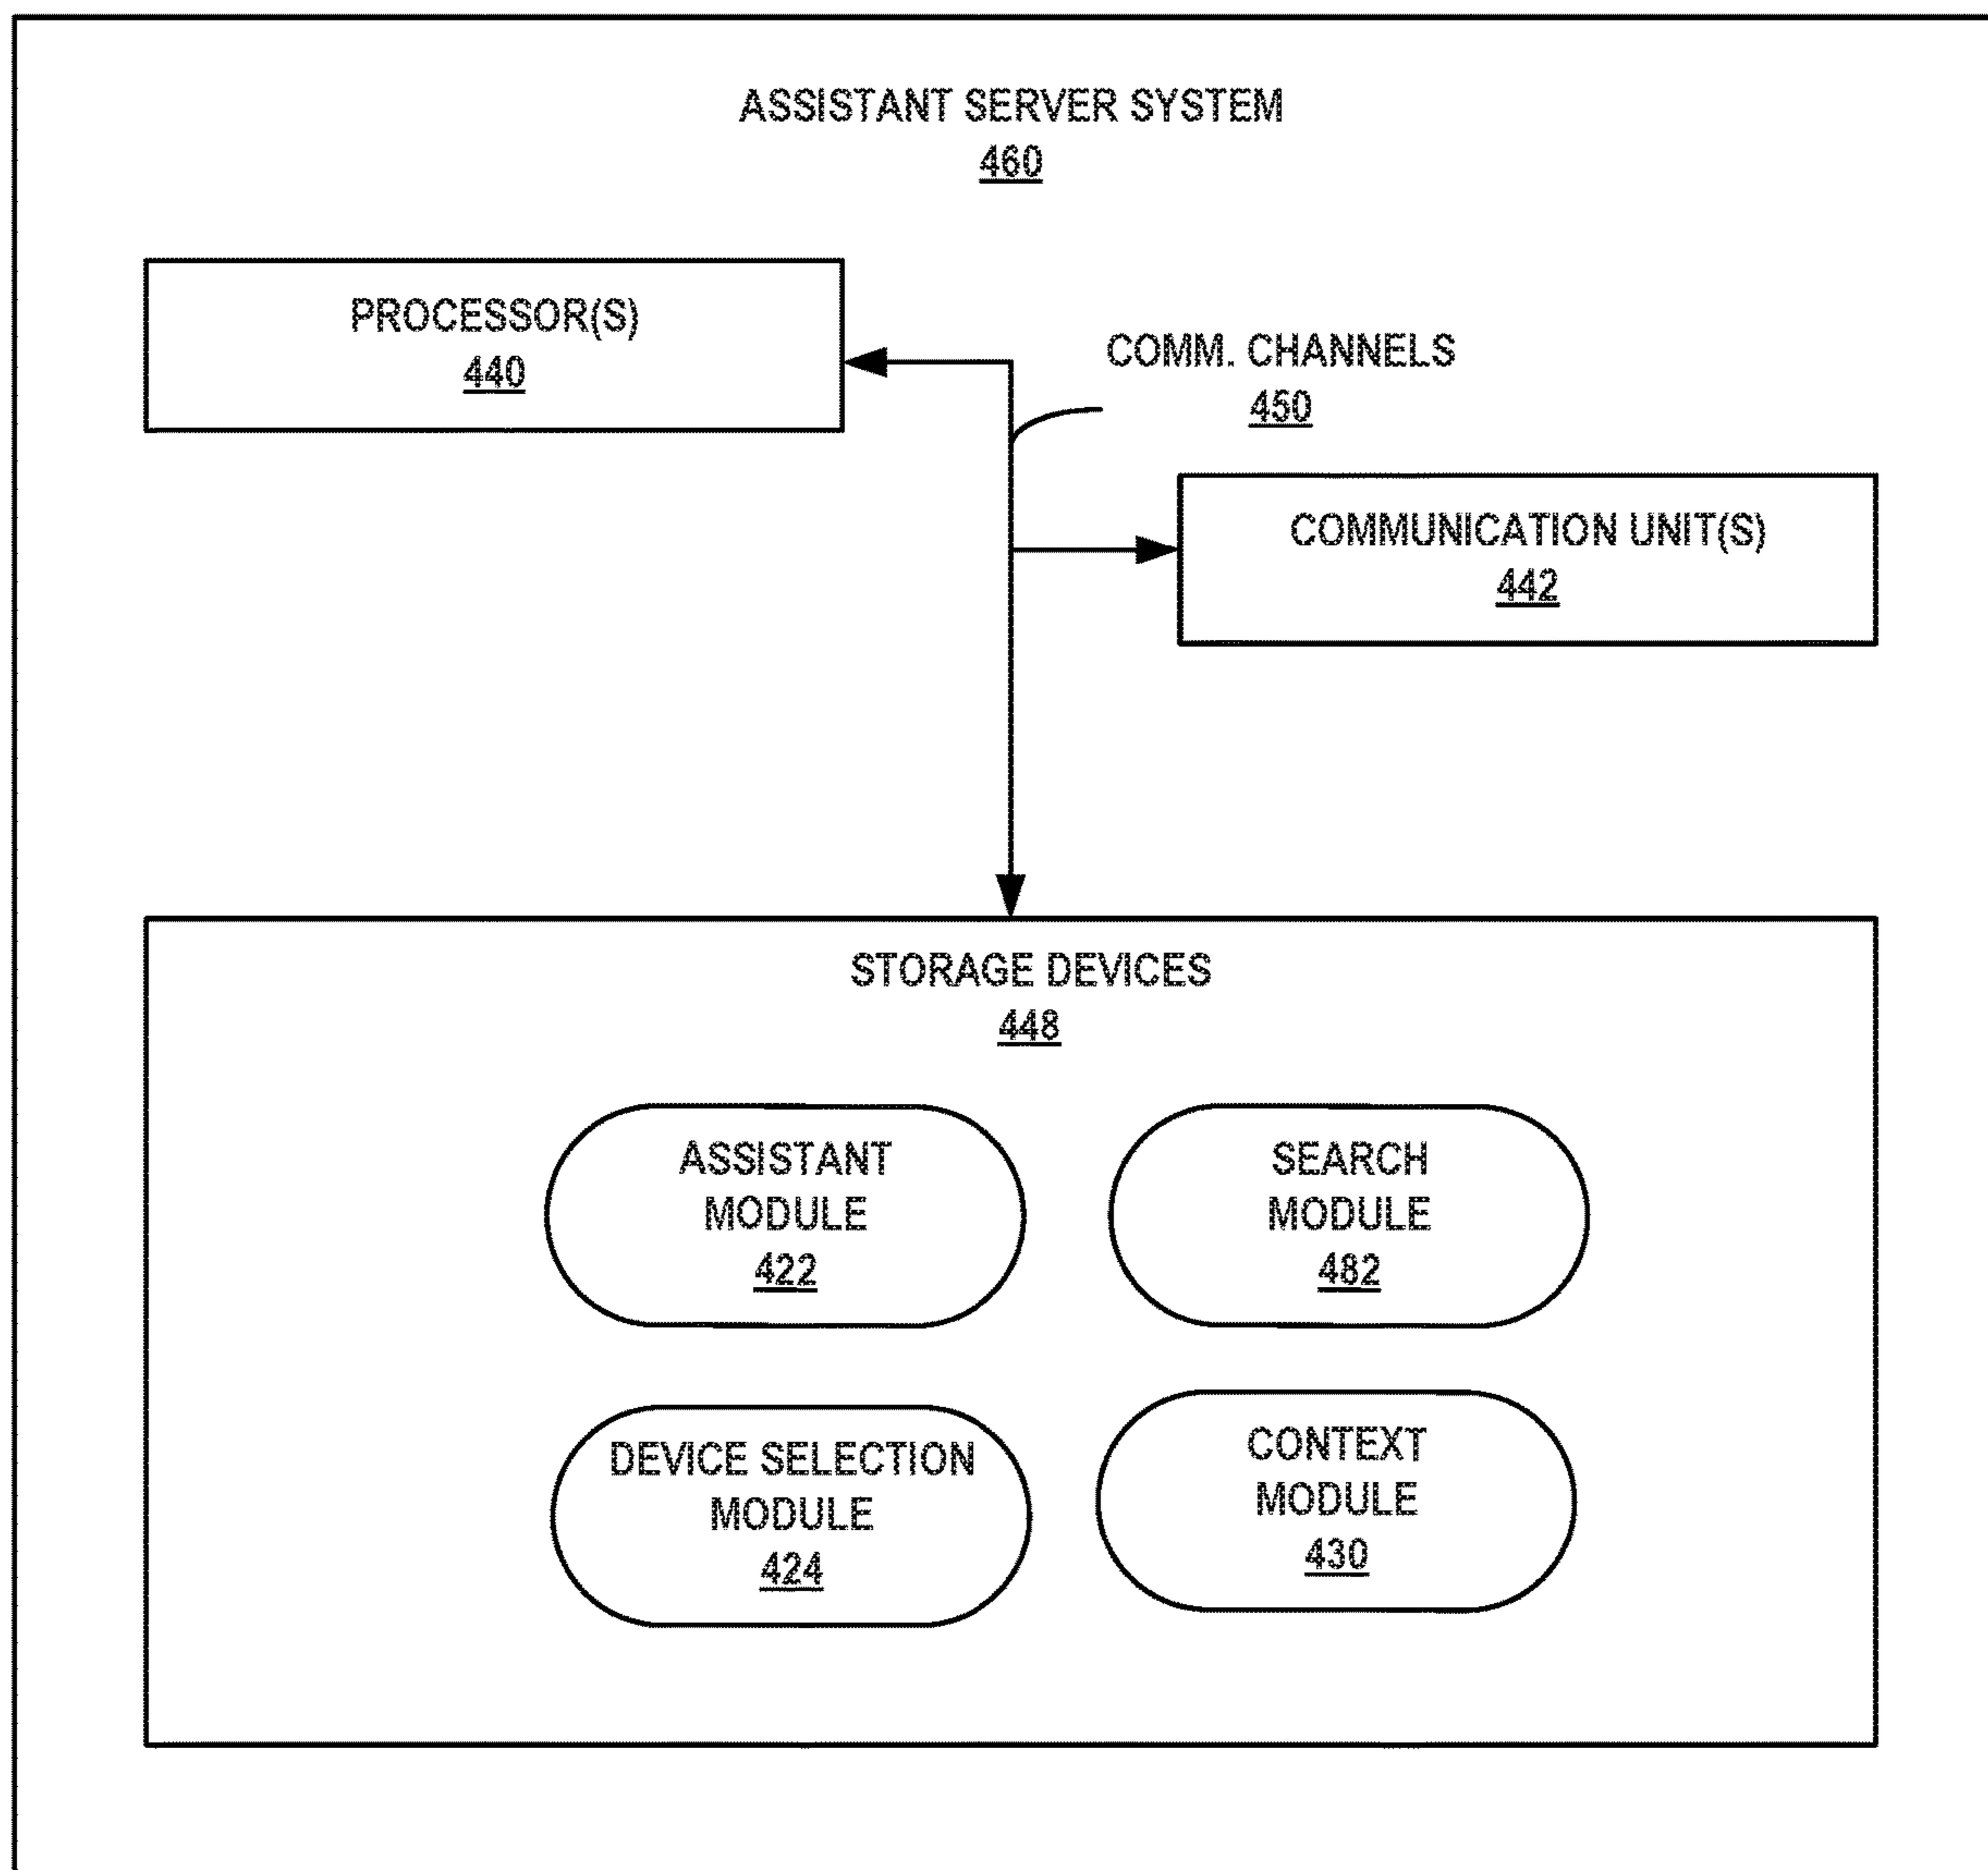 ASSISTANT SERVER SYSTEM
460
PROCESSOR(S)
440
COMM. CHANNELS
450
COMMUNICATION UNIT(S)
442
STORAGE DEVICES
448
ASSISTANT
MODULE
422
SEARCH
MODULE
482
DEVICE SELECTION
MODULE
424
CONTEXT
MODULE
430